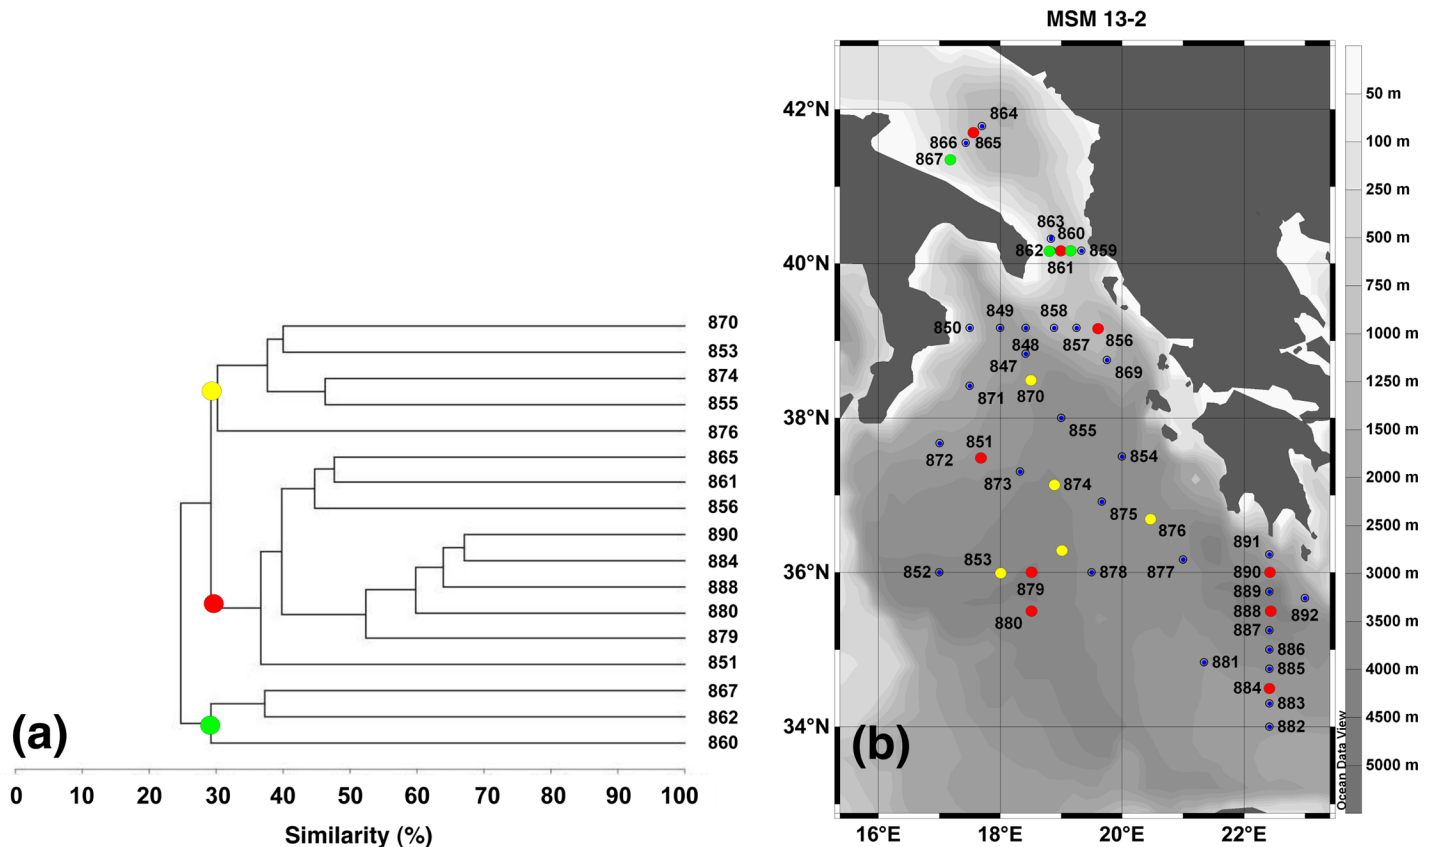 870
853
874
855
876
865
861
856
890
884
888
880
879
851
867
862
860
(a)
0 10 20 30 40 50 60 70 80 90 100
Similarity (%)
MSM 13-2
42°N
40°N
38°N
36°N
34°N
16°E 18°E 20°E 22°E
864
866 865
867
863
860
862 859
861
849 858
850
848 857 856
847 869
870
871
855
851
872 854
873 874
875
876
891
853
852 878 877 890
879 889
892
888
880
887
886
881 885
884
883
882
(b)
50 m
100 m
250 m
500 m
750 m
1000 m
1250 m
1500 m
2000 m
2500 m
3000 m
3500 m
4000 m
4500 m
5000 m
Ocean Data View